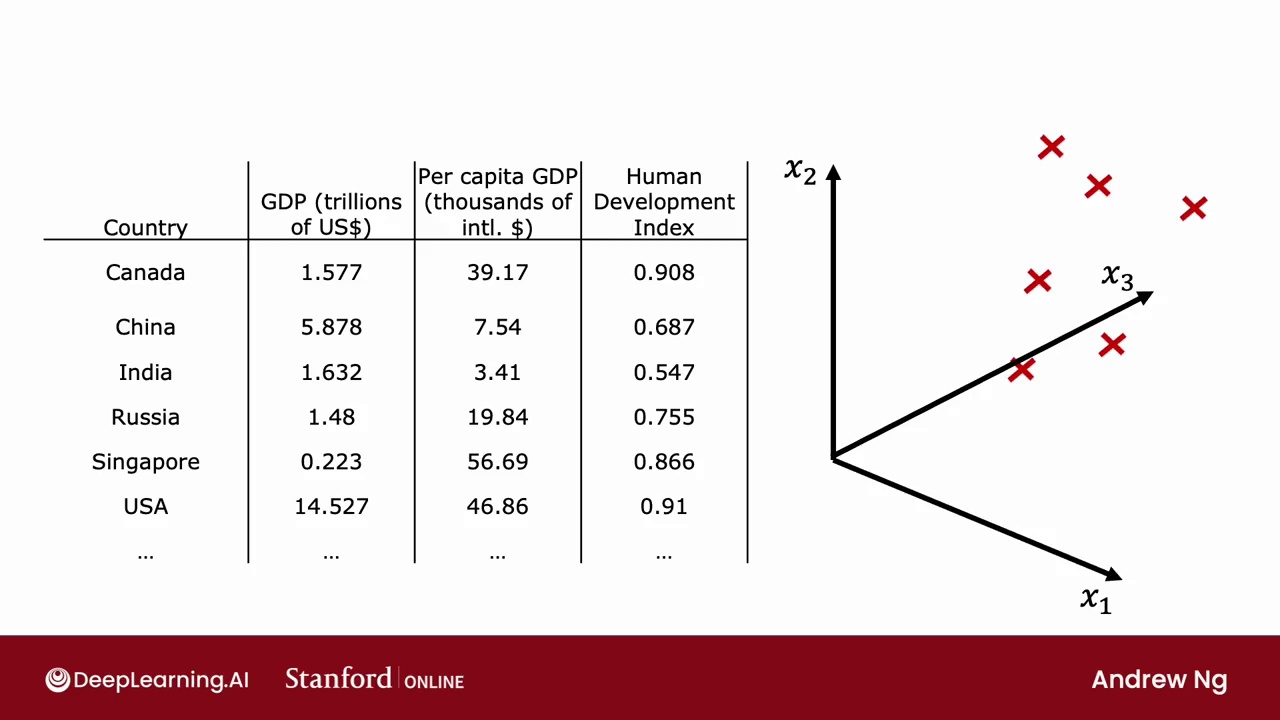 Country GDP (trillions of US$) Per capita GDP (thousands of intl. $) Human Development Index
Canada 1.577 39.17 0.908
China 5.878 7.54 0.687
India 1.632 3.41 0.547
Russia 1.48 19.84 0.755
Singapore 0.223 56.69 0.866
USA 14.527 46.86 0.91
... ... ... ...
x₂
x₃
x₁
DeepLearning.AI Stanford ONLINE Andrew Ng